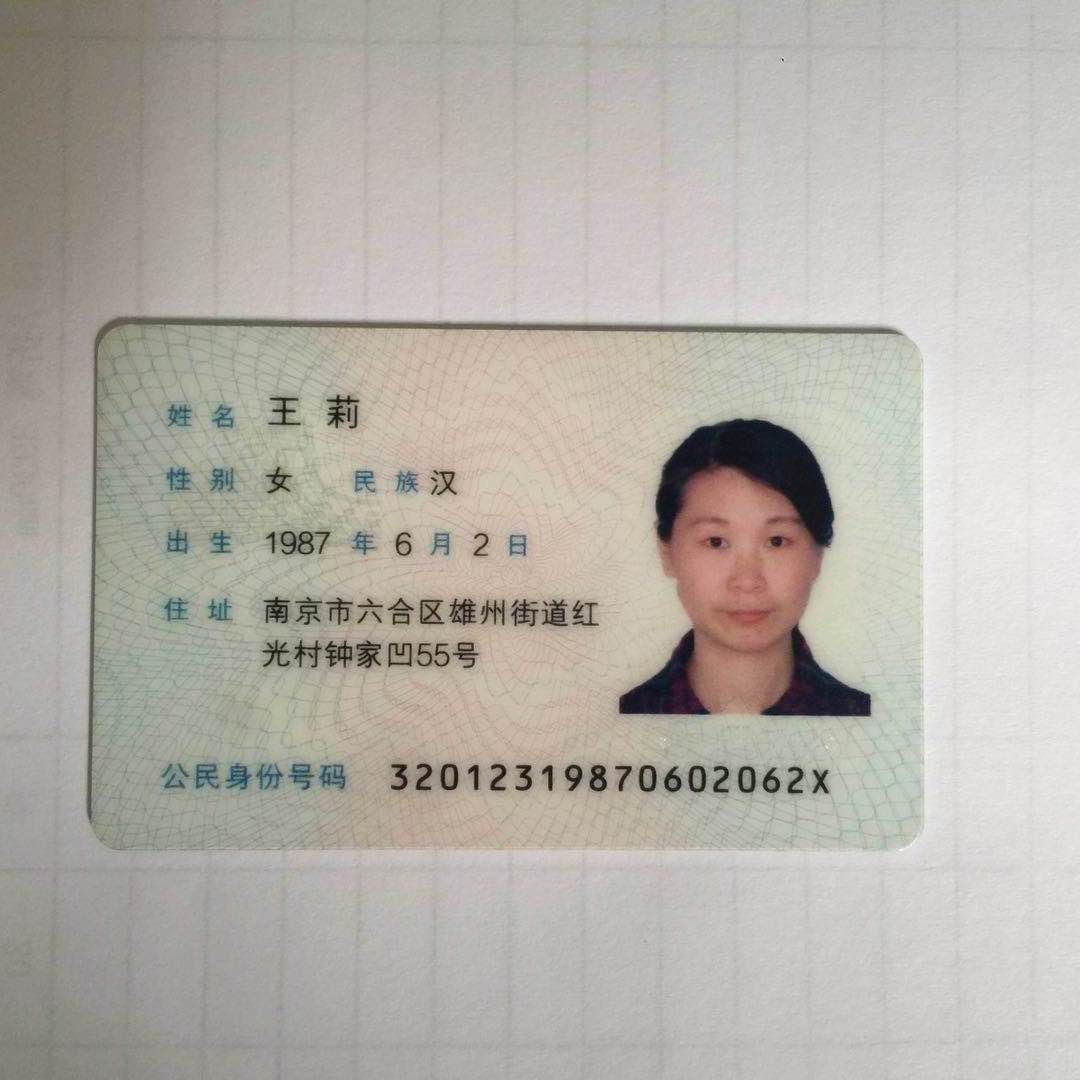 姓名 王莉
性别 女 民族 汉
出生 1987 年 6 月 2 日
住址 南京市六合区雄州街道红
光村钟家凹55号
公民身份号码 32012319870602062X